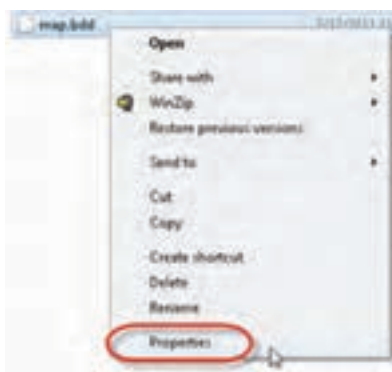 map.bdd
Open
Share with
WinZip
Restore previous versions
Send to
Cut
Copy
Create shortcut
Delete
Rename
Properties